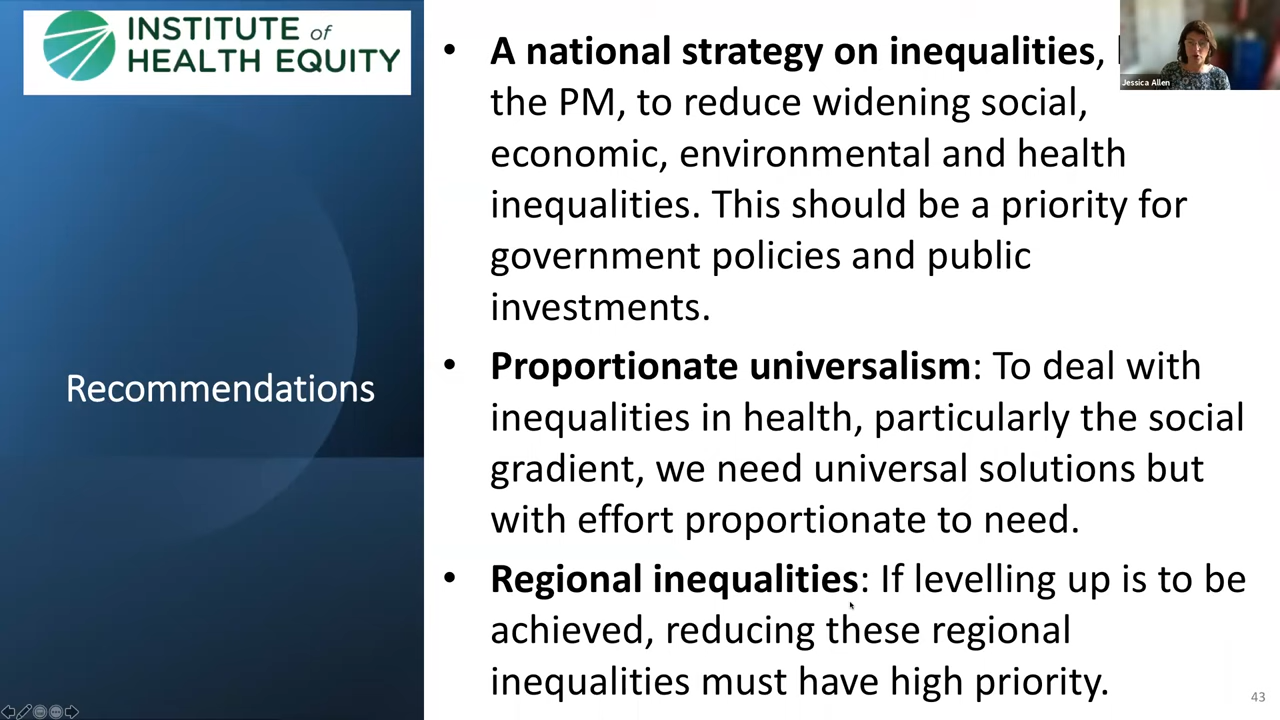 INSTITUTE of
HEALTH EQUITY
Recommendations
• A national strategy on inequalities,
the PM, to reduce widening social,
economic, environmental and health
inequalities. This should be a priority for
government policies and public
investments.
• Proportionate universalism: To deal with
inequalities in health, particularly the social
gradient, we need universal solutions but
with effort proportionate to need.
• Regional inequalities: If levelling up is to be
achieved, reducing these regional
inequalities must have high priority.
Jessica Allen
43